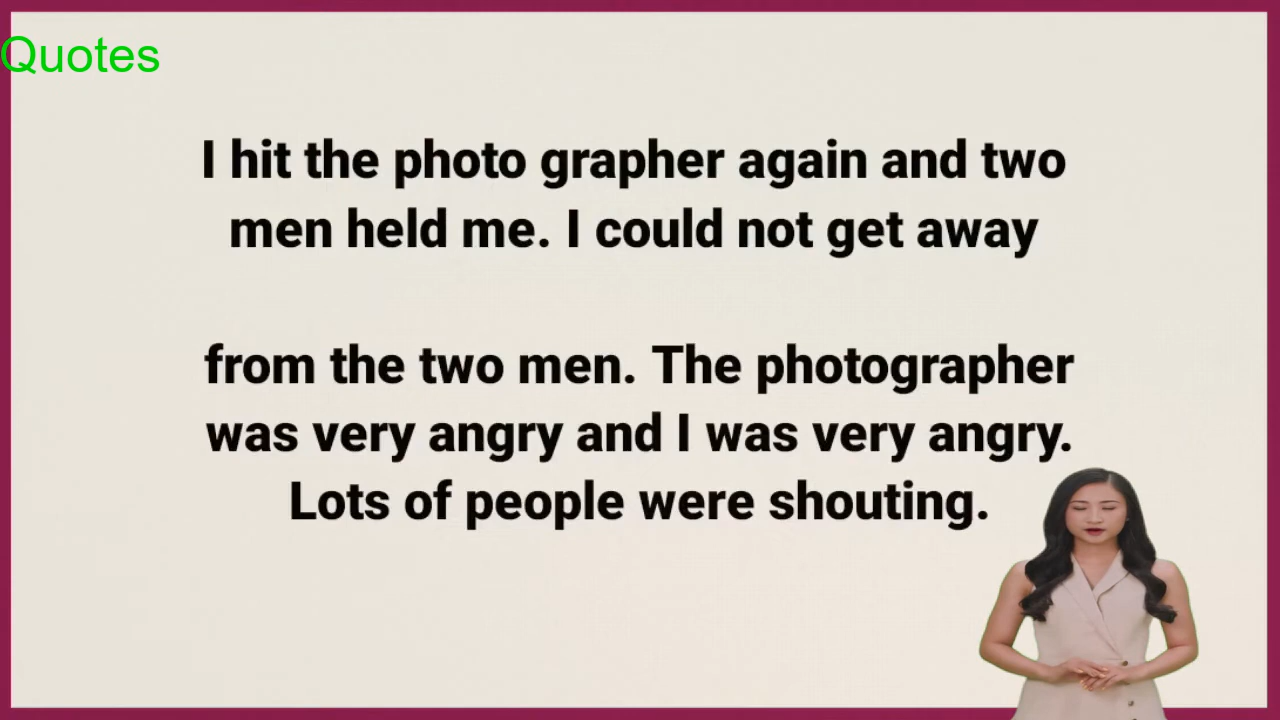 Quotes
I hit the photo grapher again and two
men held me. I could not get away
from the two men. The photographer
was very angry and I was very angry.
Lots of people were shouting.